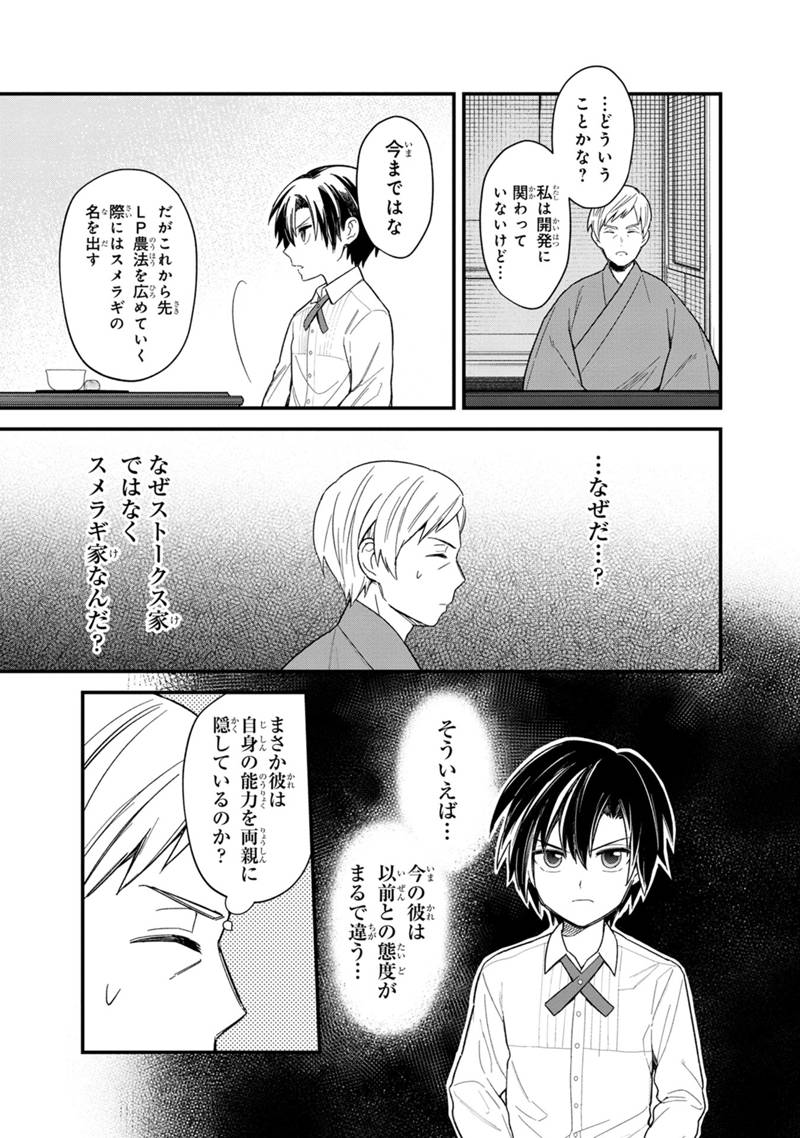 …どういう
ことかな?
私は開発に
関わって
いないけど…
今まではな
だがこれから先
LP農法を広めていく
際にはスメラギの
名を出す
…なぜだ…?
なぜストークス家
ではなく
スメラギ家なんだ?
そういえば…
今の彼は
以前との態度が
まるで違う…
まさか彼は
自身の能力を両親に
隠しているのか?